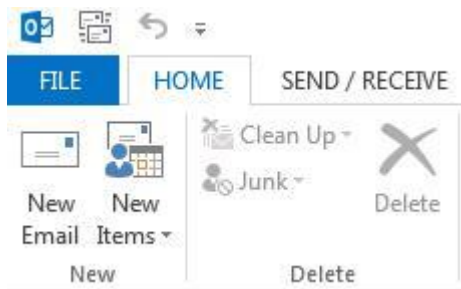 FILE HOME SEND / RECEIVE
Clean Up
Junk
New Email
New Items
Delete
New Delete